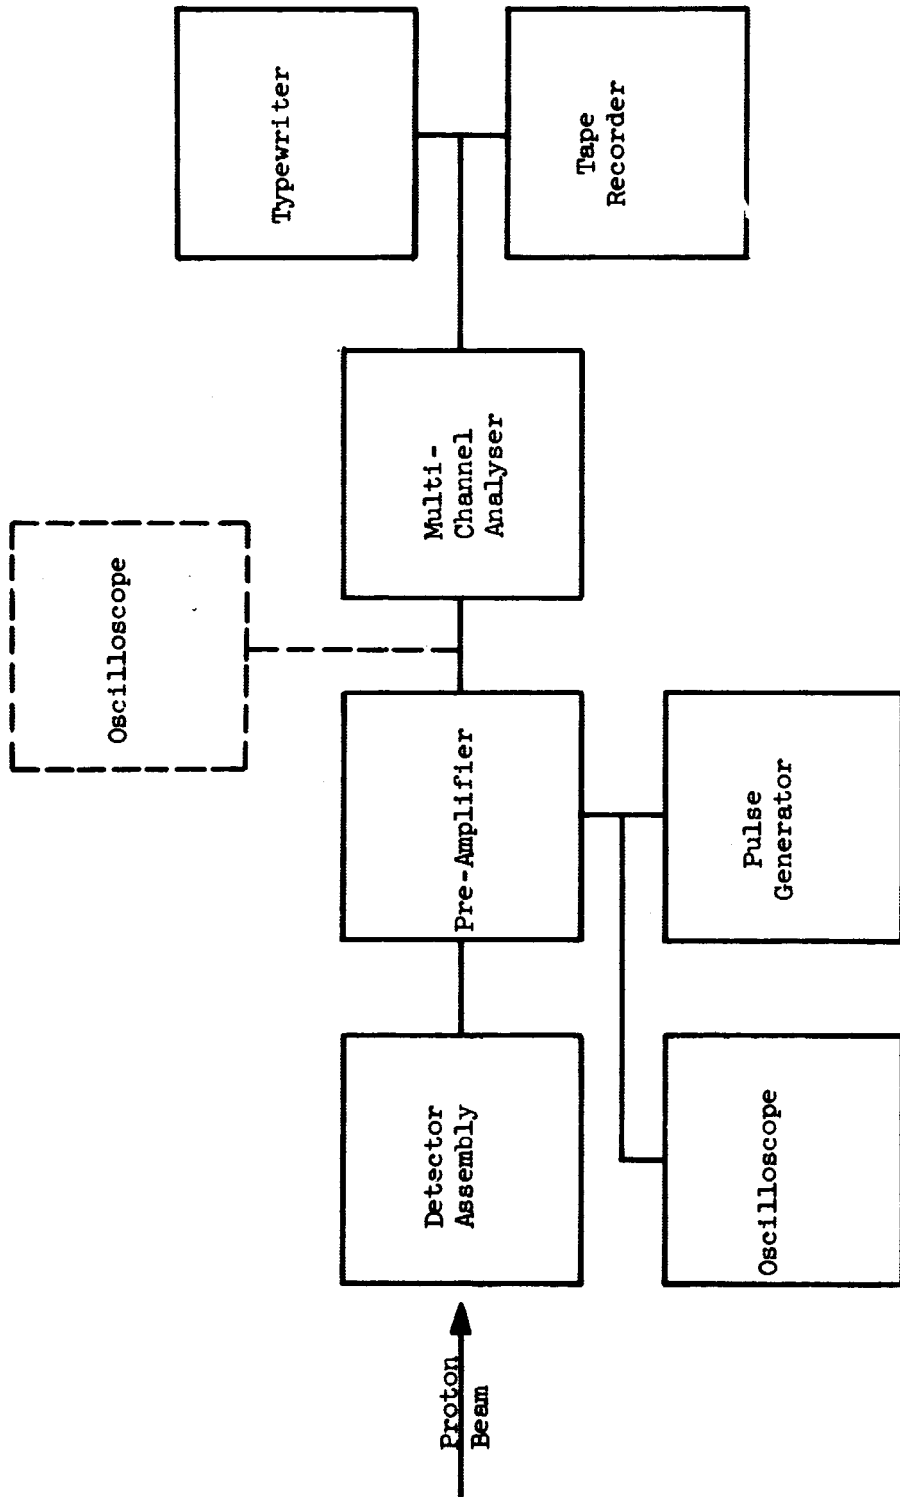 Proton
Beam
Detector
Assembly
Oscilloscope
Pre-Amplifier
Pulse
Generator
Oscilloscope
Multi-
Channel
Analyser
Typewriter
Tape
Recorder